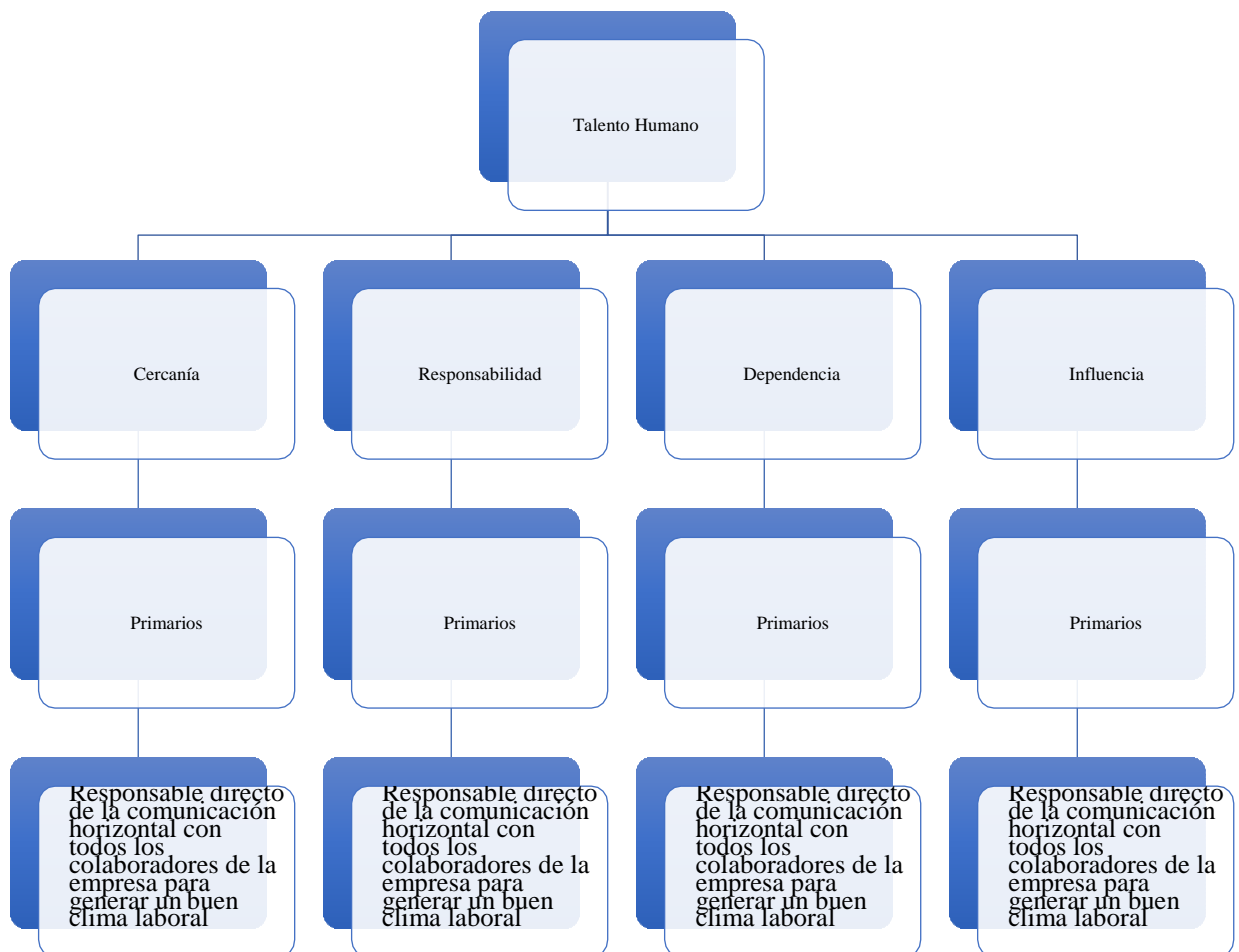 Talento Humano
Cercanía
Responsabilidad
Dependencia
Influencia
Primarios
Primarios
Primarios
Primarios
Responsable directo
de la comunicación
horizontal con
todos los
colaboradores de la
empresa para
generar un buen
clima laboral
Responsable directo
de la comunicación
horizontal con
todos los
colaboradores de la
empresa para
generar un buen
clima laboral
Responsable directo
de la comunicación
horizontal con
todos los
colaboradores de la
empresa para
generar un buen
clima laboral
Responsable directo
de la comunicación
horizontal con
todos los
colaboradores de la
empresa para
generar un buen
clima laboral